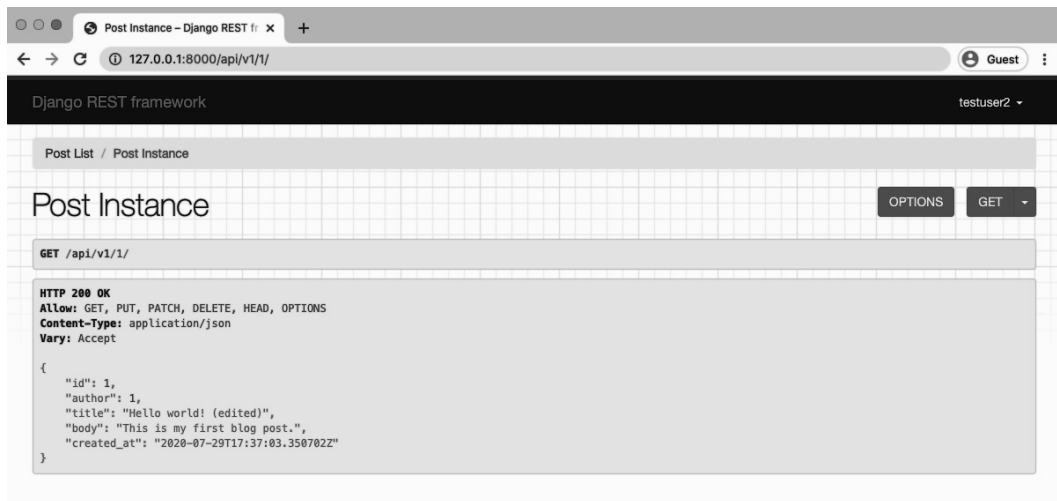 Post Instance – Django REST fr
127.0.0.1:8000/api/v1/1/
Guest
Django REST framework
testuser2
Post List / Post Instance
Post Instance
OPTIONS
GET
GET /api/v1/1/
HTTP 200 OK
Allow: GET, PUT, PATCH, DELETE, HEAD, OPTIONS
Content-Type: application/json
Vary: Accept
{
"id": 1,
"author": 1,
"title": "Hello world! (edited)",
"body": "This is my first blog post.",
"created_at": "2020-07-29T17:37:03.350702Z"
}